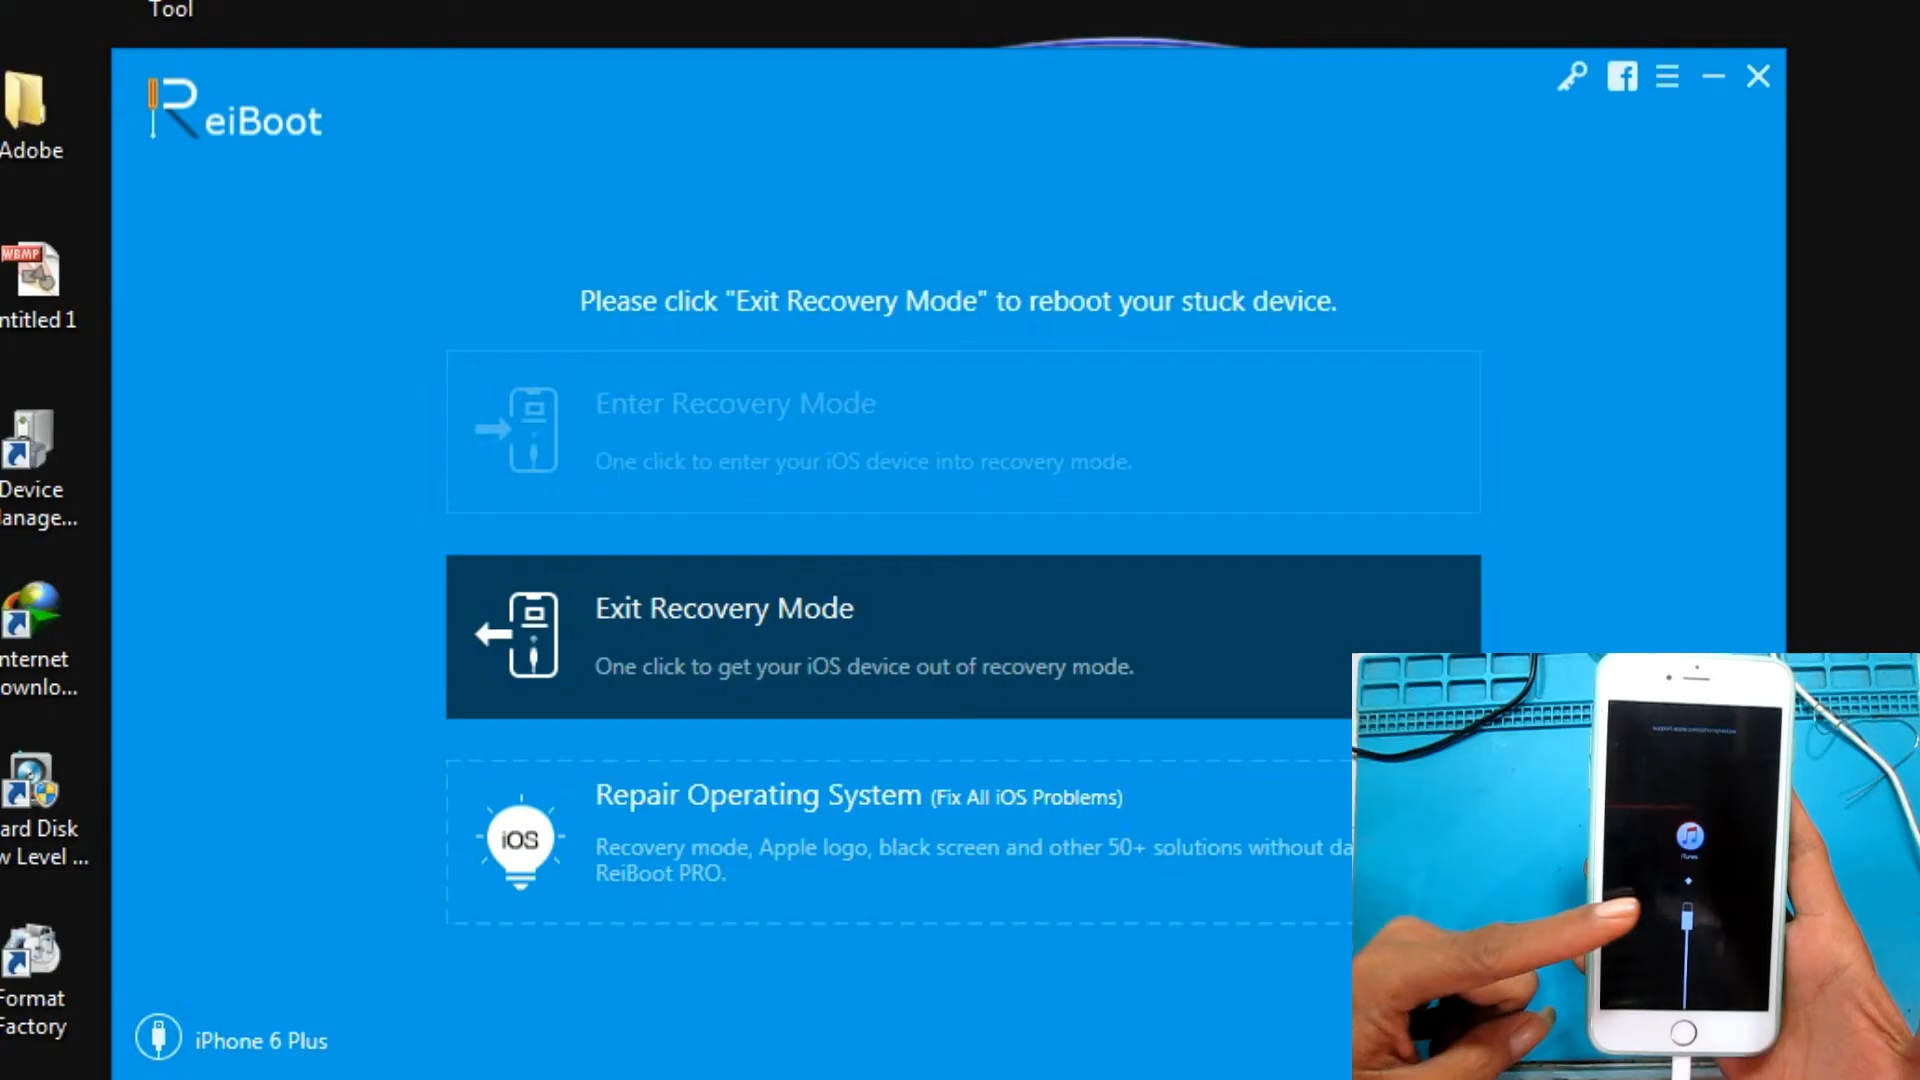 Tool
Adobe
ntitled 1
Device
anage...
nternet
ownlo...
ard Disk
w Level ...
Format
Factory
WBMP
ReiBoot
Please click "Exit Recovery Mode" to reboot your stuck device.
Enter Recovery Mode
One click to enter your iOS device into recovery mode.
Exit Recovery Mode
One click to get your iOS device out of recovery mode.
iOS
Repair Operating System (Fix All iOS Problems)
Recovery mode, Apple logo, black screen and other 50+ solutions without da
ReiBoot PRO.
iPhone 6 Plus
iTunes